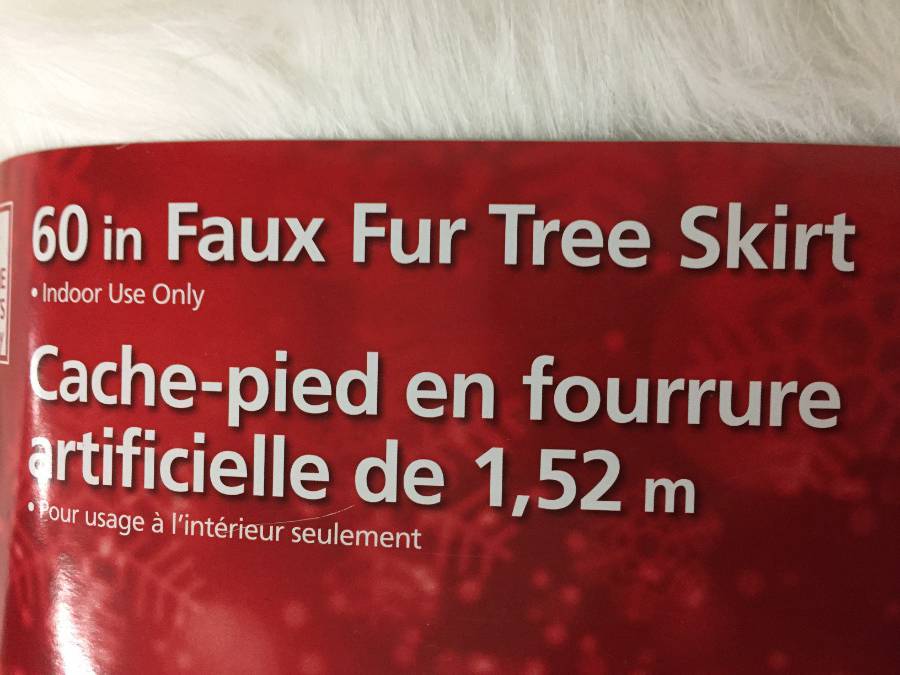 60 in Faux Fur Tree Skirt
• Indoor Use Only
Cache-pied en fourrure
artificielle de 1,52 m
• Pour usage à l'intérieur seulement